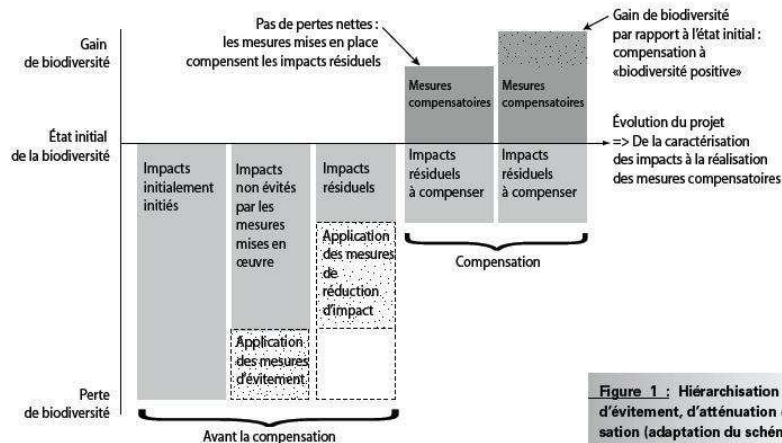 Gain
de biodiversité
Pas de pertes nettes :
les mesures mises en place
compensent les impacts résiduels
Gain de biodiversité
par rapport à l'état initial :
compensation à
«biodiversité positive»
Mesures
compensatoires
Mesures
compensatoires
État initial
de la biodiversité
Évolution du projet
=> De la caractérisation
des impacts à la réalisation
des mesures compensatoires
Impacts
initialement
initiés
Impacts
non évités
par les
mesures
mises en
œuvre
Impacts
résiduels
Impacts
résiduels
à compenser
Impacts
résiduels
à compenser
Application
des mesures
de
réduction
d'impact
Compensation
Application
des mesures
d'évitement
Perte
de biodiversité
Avant la compensation
Figure 1 : Hiérarchisation
d'évitement, d'atténuation
sation (adaptation du schém